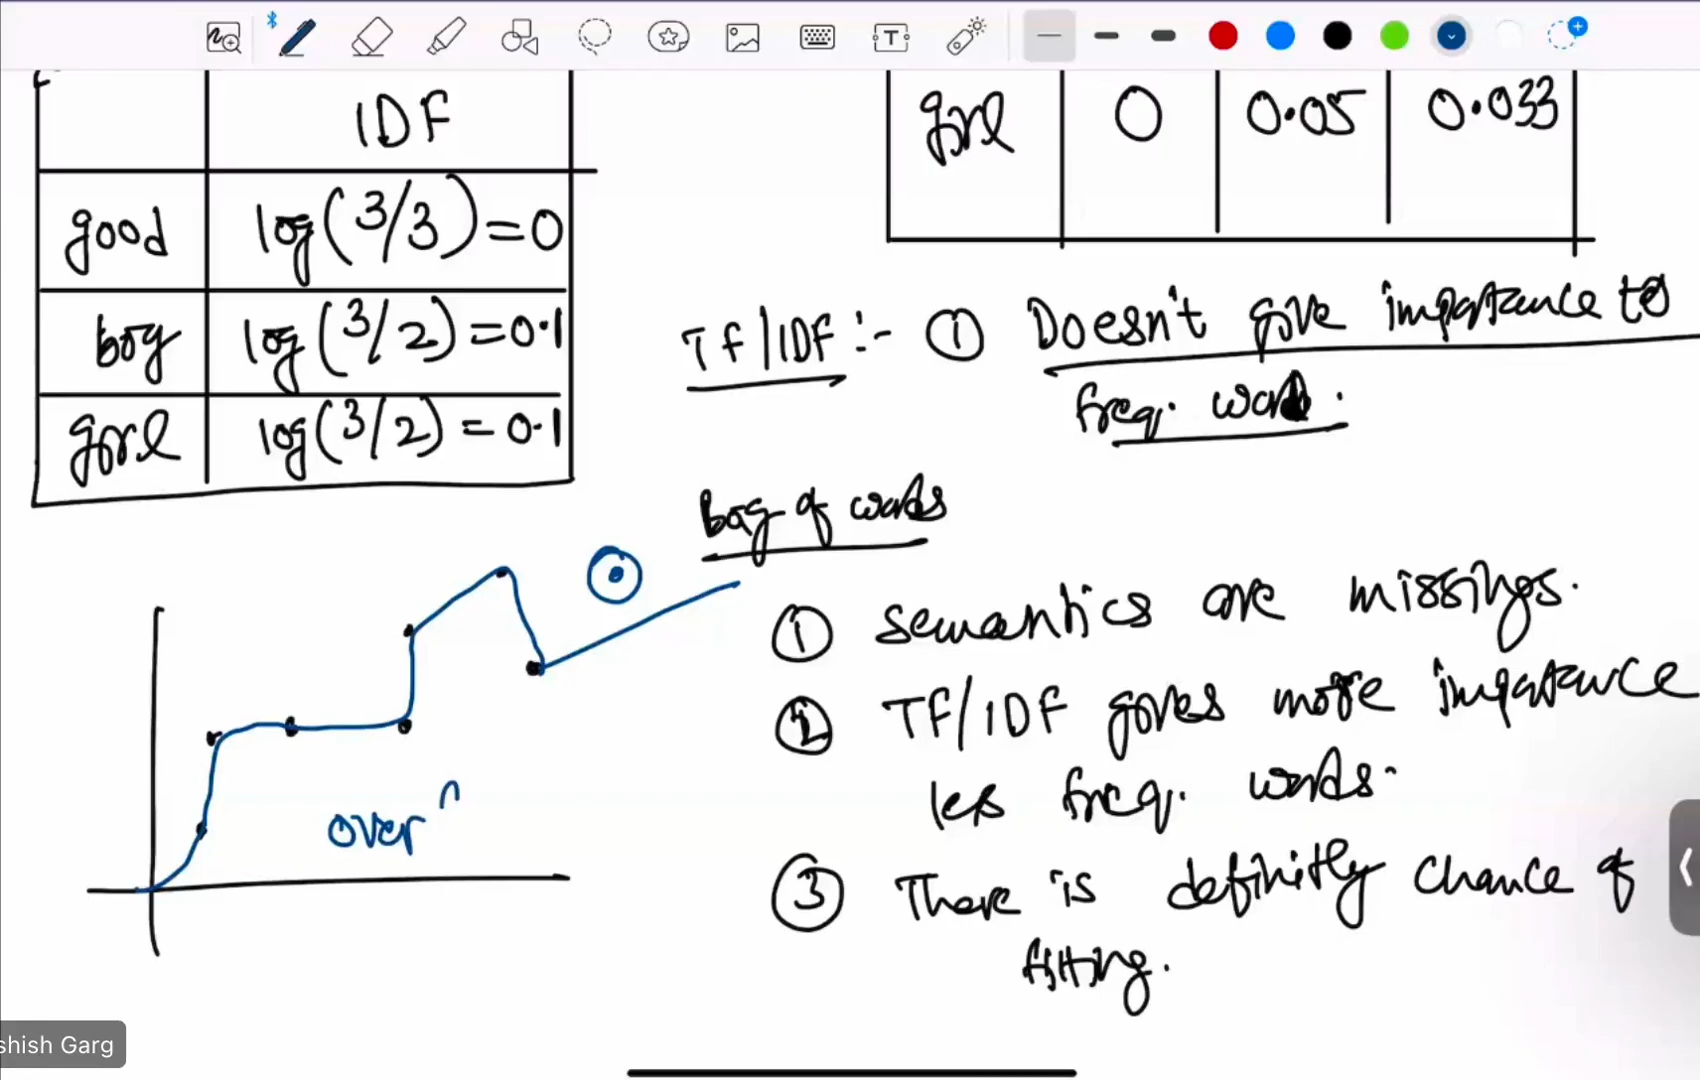 IDF
good log(3/3)=0
boy log(3/2)=0.1
girl log(3/2)=0.1
girl 0 0.05 0.033
TF/IDF :- ① Doesn't give importance to
freq. word.
bag of words
① semantics are missings.
② TF/IDF gives more importance
less freq. words.
③ There is definitly chance of
fitting.
over
T
shish Garg